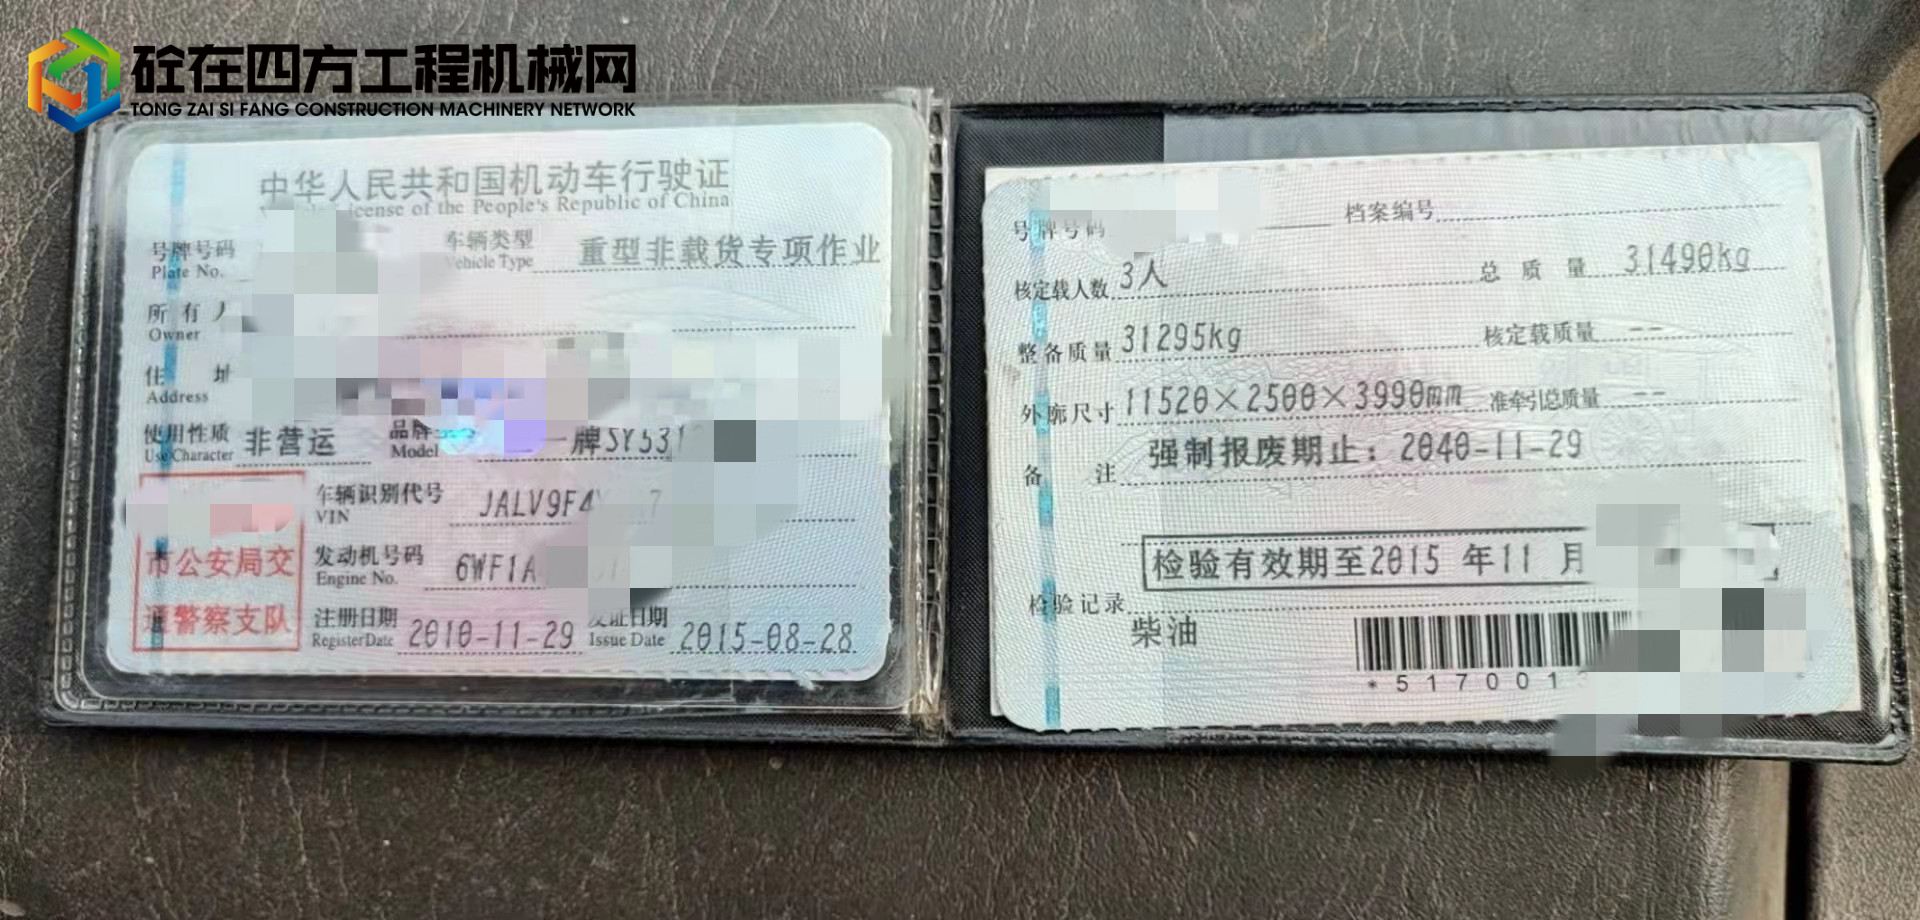 砼在四方工程机械网
TONG ZAI SI FANG CONSTRUCTION MACHINERY NETWORK
中华人民共和国机动车行驶证
License of the People's Republic of China
号牌号码
Plate No.
车辆类型 重型非载货专项作业
Vehicle Type
所有人
Owner
住址
Address
使用性质 非营运
Use Character
品牌
Model
一牌SY531
市公安局交
通警察支队
车辆识别代号 JALV9F4 7
VIN
发动机号码 6WF1A
Engine No.
注册日期 2010-11-29
Register Date
发证日期 2015-08-28
Issue Date
号牌号码
档案编号
核定载人数 3人
总质量 31490kg
整备质量 31295kg
核定载质量 --
外廓尺寸 11520×2500×3990mm
准牵引总质量 --
备注 强制报废期止：2040-11-29
检验有效期至2015 年11 月
检验记录
柴油
*517001